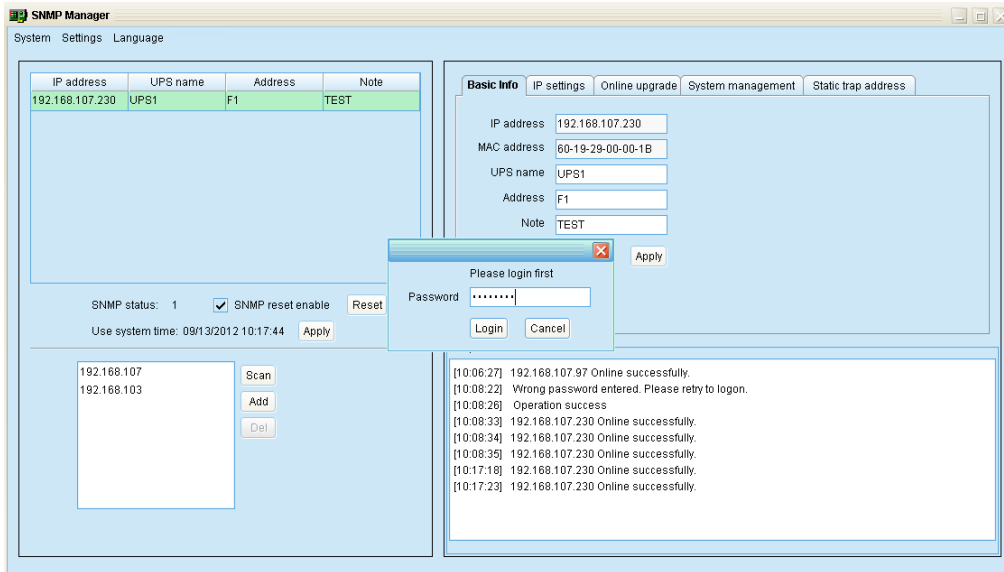 SNMP Manager
System Settings Language
IP address UPS name Address Note
192.168.107.230 UPS1 F1 TEST
SNMP status: 1 SNMP reset enable Reset
Use system time: 09/13/2012 10:17:44 Apply
192.168.107
192.168.103
Scan
Add
Del
Basic Info IP settings Online upgrade System management Static trap address
IP address 192.168.107.230
MAC address 60-19-29-00-00-1B
UPS name UPS1
Address F1
Note TEST
Apply
Please login first
Password ········
Login Cancel
[10:06:27] 192.168.107.97 Online successfully.
[10:08:22] Wrong password entered. Please retry to logon.
[10:08:26] Operation success
[10:08:33] 192.168.107.230 Online successfully.
[10:08:34] 192.168.107.230 Online successfully.
[10:08:35] 192.168.107.230 Online successfully.
[10:17:18] 192.168.107.230 Online successfully.
[10:17:23] 192.168.107.230 Online successfully.